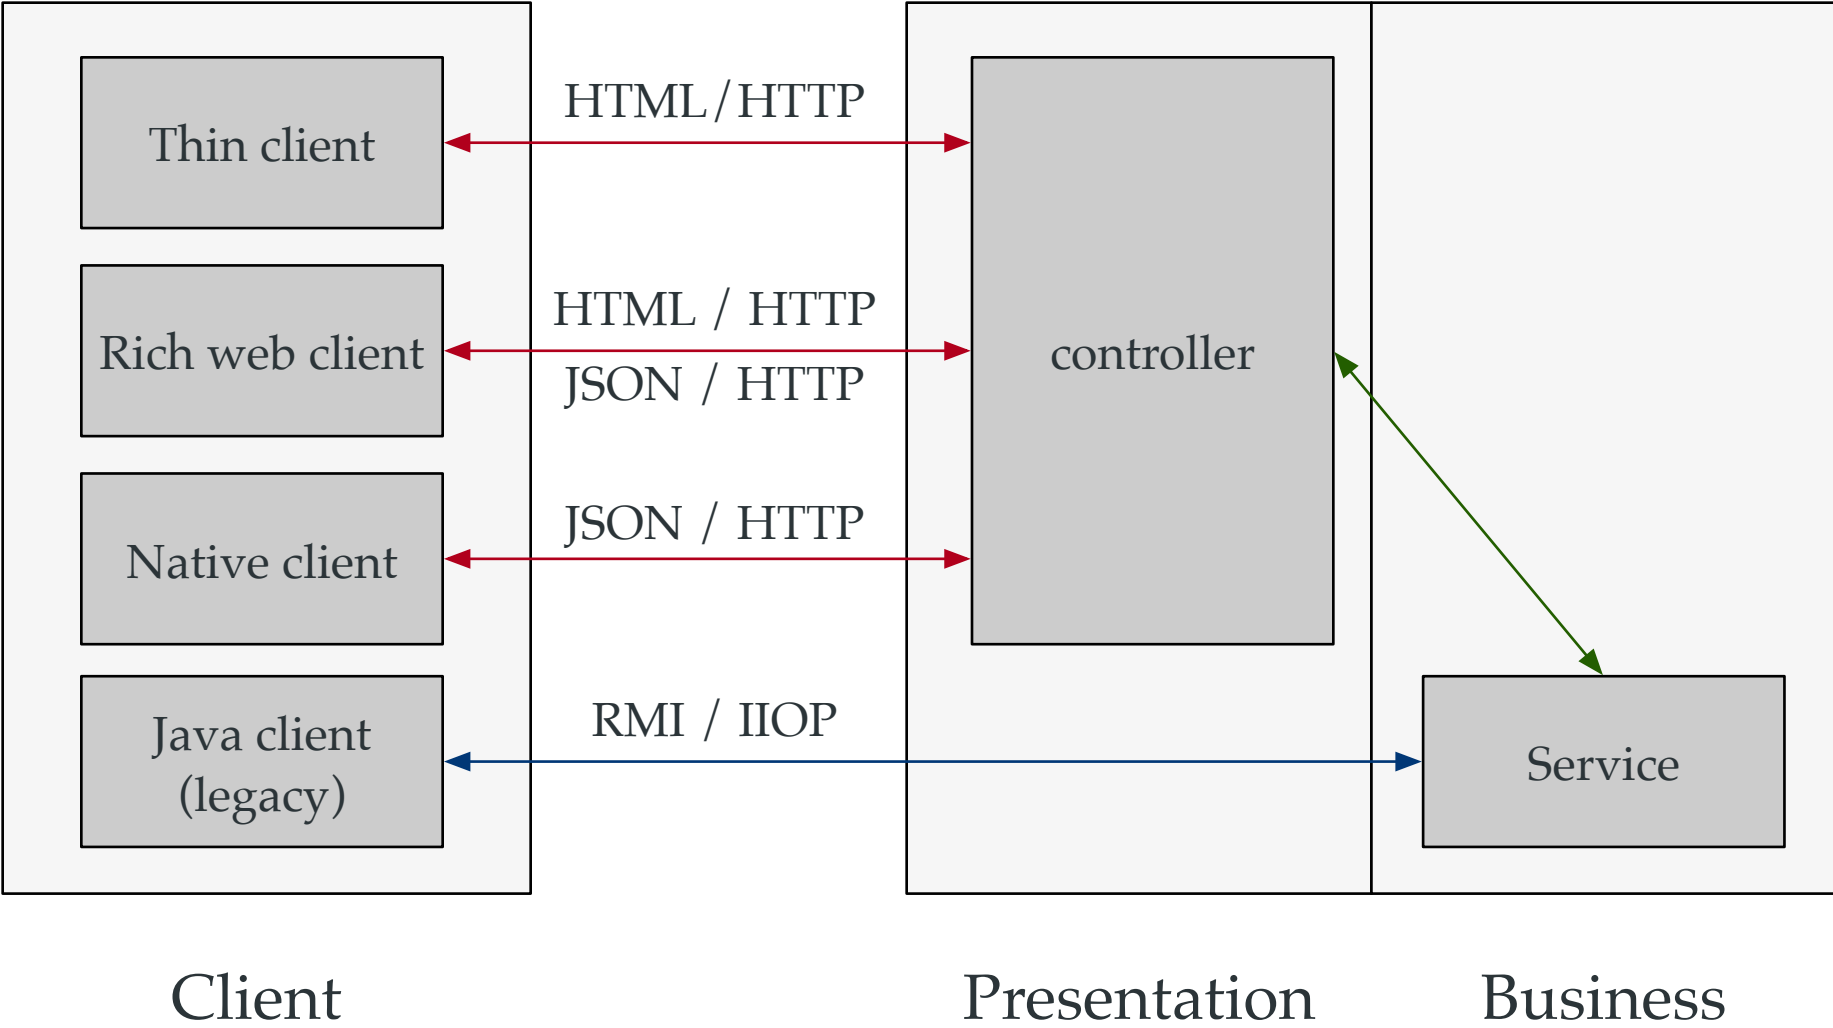 Thin client
HTML/HTTP
Rich web client
HTML / HTTP
JSON / HTTP
controller
Native client
JSON / HTTP
Java client
(legacy)
RMI / IIOP
Service
Client
Presentation
Business